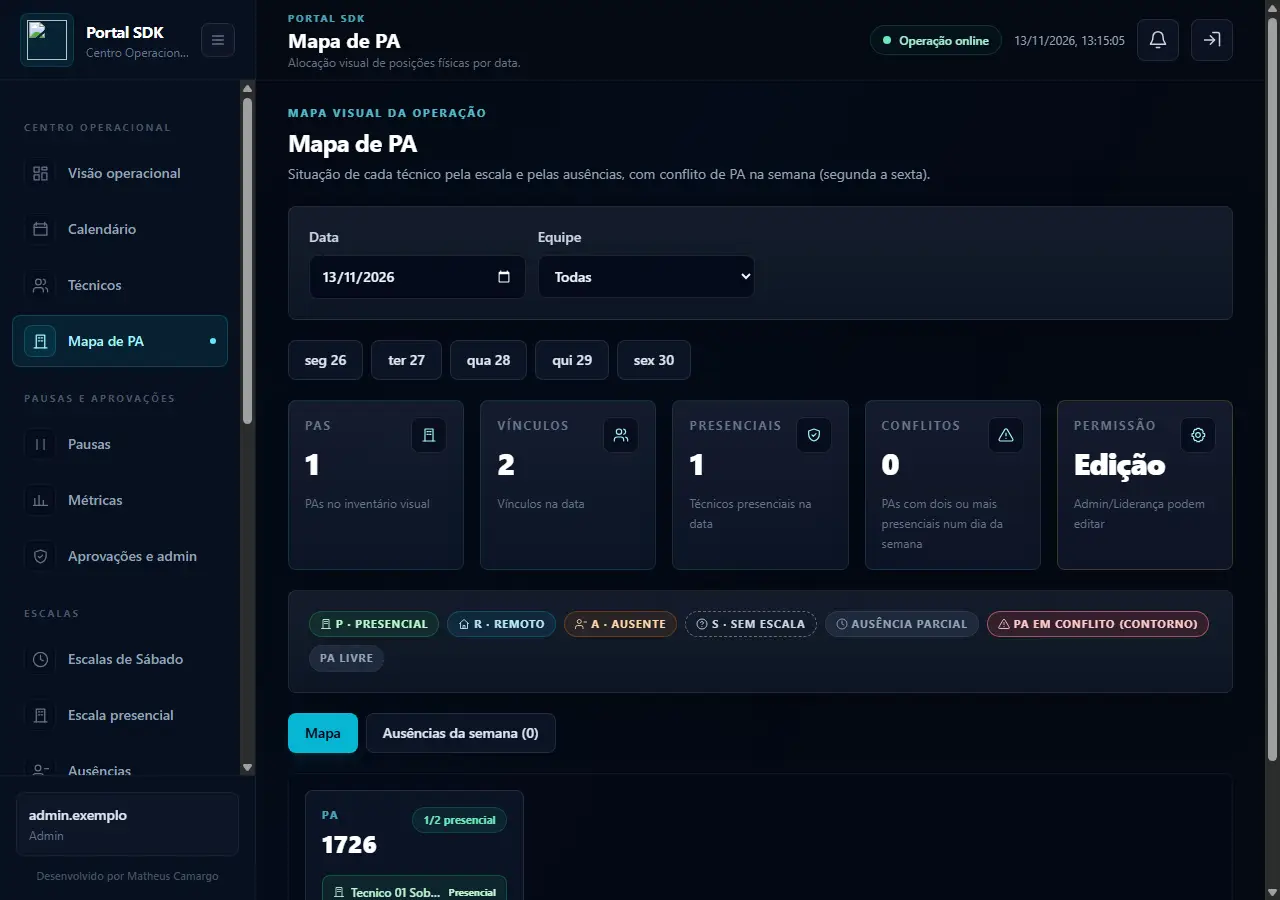 Portal SDK
Centro Operacion...
CENTRO OPERACIONAL
Visão operacional
Calendário
Técnicos
Mapa de PA
PAUSAS E APROVAÇÕES
Pausas
Métricas
Aprovações e admin
ESCALAS
Escalas de Sábado
Escala presencial
Ausências
admin.exemplo
Admin
Desenvolvido por Matheus Camargo
PORTAL SDK
Mapa de PA
Alocação visual de posições físicas por data.
Operação online
13/11/2026, 13:15:05
MAPA VISUAL DA OPERAÇÃO
Mapa de PA
Situação de cada técnico pela escala e pelas ausências, com conflito de PA na semana (segunda a sexta).
Data
Equipe
13/11/2026
Todas
seg 26
ter 27
qua 28
qui 29
sex 30
PAS
1
PAs no inventário visual
VÍNCULOS
2
Vínculos na data
PRESENCIAIS
1
Técnicos presenciais na
data
CONFLITOS
0
PAs com dois ou mais
presenciais num dia da
semana
PERMISSÃO
Edição
Admin/Liderança podem
editar
P · PRESENCIAL
R · REMOTO
A · AUSENTE
S · SEM ESCALA
AUSÊNCIA PARCIAL
PA EM CONFLITO (CONTORNO)
PA LIVRE
Mapa
Ausências da semana (0)
PA
1726
1/2 presencial
Tecnico 01 Sob...
Presencial